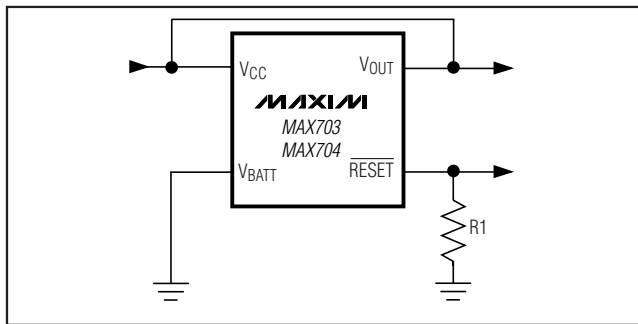 VCC
VOUT
MAXIM
MAX703
MAX704
VBATT
RESET
R1